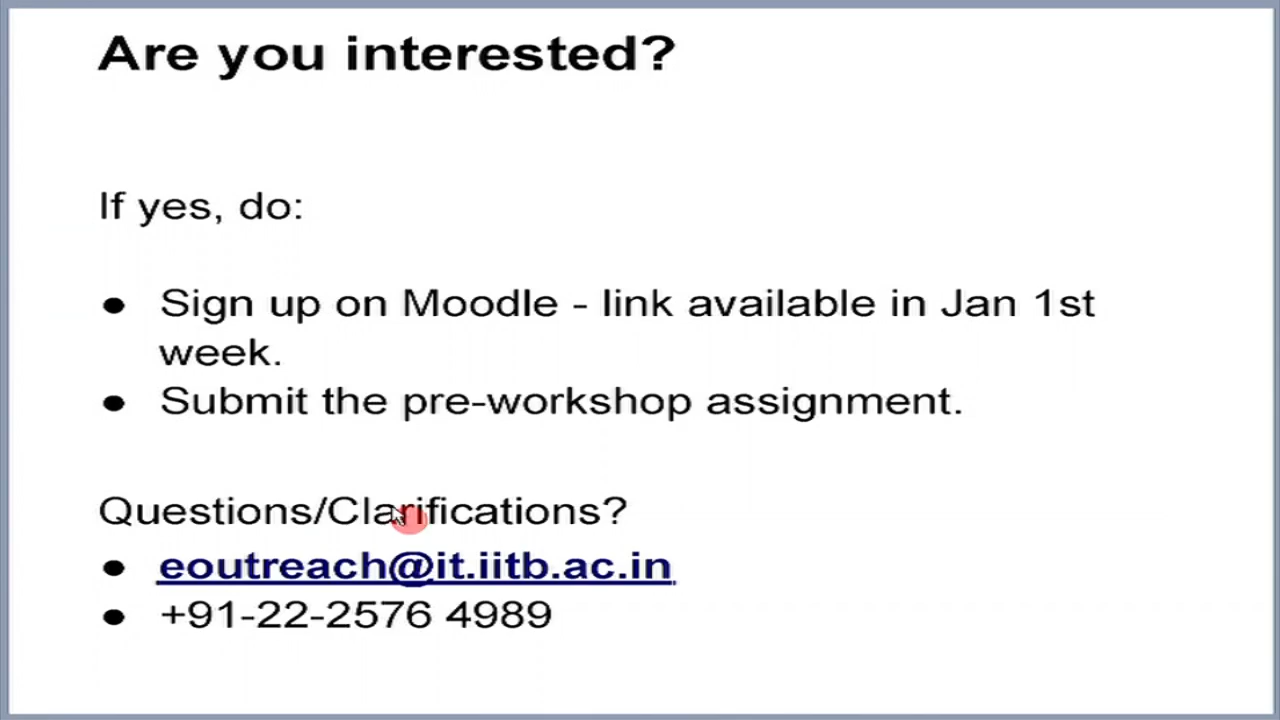 Are you interested?
If yes, do:
● Sign up on Moodle - link available in Jan 1st
week.
● Submit the pre-workshop assignment.
Questions/Clarifications?
● eoutreach@it.iitb.ac.in
● +91-22-2576 4989